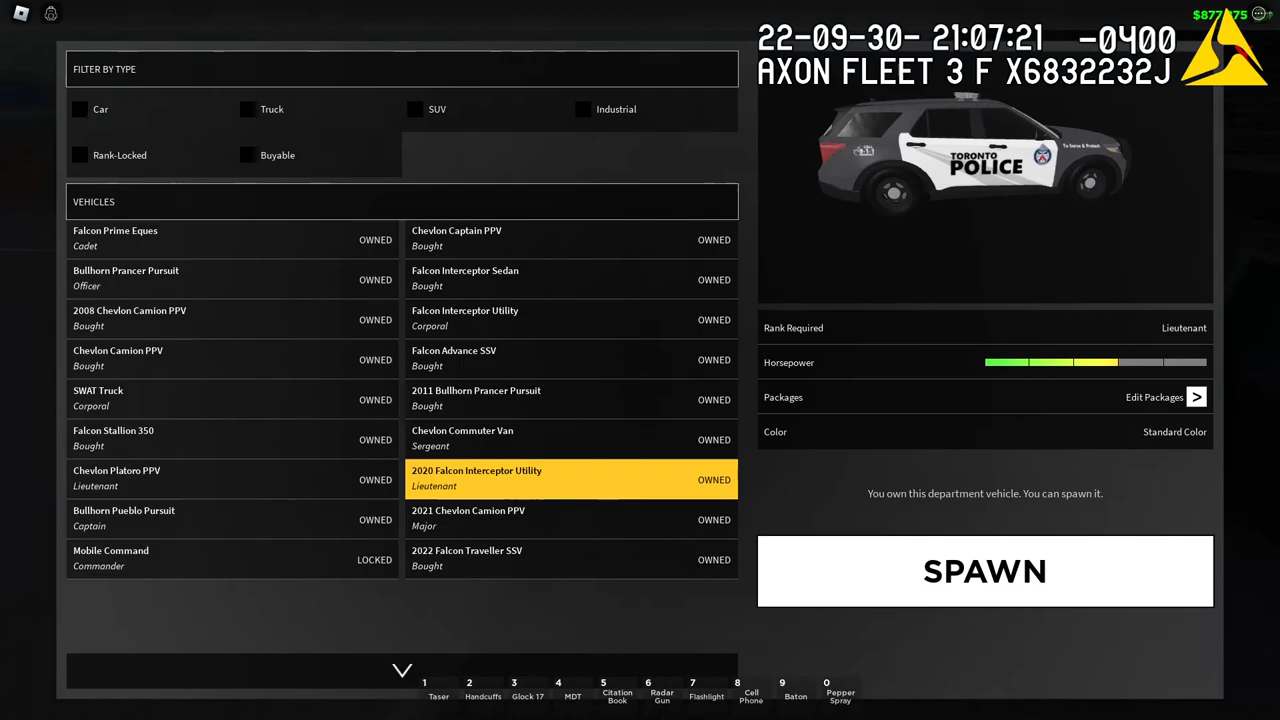 22-09-30- 21:07:21 -0400
AXON FLEET 3 F X6832232J
FILTER BY TYPE
Car
Truck
SUV
Industrial
Rank-Locked
Buyable
VEHICLES
Falcon Prime Eques
Cadet
OWNED
Chevlon Captain PPV
Bought
OWNED
Bullhorn Prancer Pursuit
Officer
OWNED
Falcon Interceptor Sedan
Bought
OWNED
2008 Chevlon Camion PPV
Bought
OWNED
Falcon Interceptor Utility
Corporal
OWNED
Chevlon Camion PPV
Bought
OWNED
Falcon Advance SSV
Bought
OWNED
SWAT Truck
Corporal
OWNED
2011 Bullhorn Prancer Pursuit
Bought
OWNED
Falcon Stallion 350
Bought
OWNED
Chevlon Commuter Van
Sergeant
OWNED
Chevlon Platoro PPV
Lieutenant
OWNED
2020 Falcon Interceptor Utility
Lieutenant
OWNED
Bullhorn Pueblo Pursuit
Captain
OWNED
2021 Chevlon Camion PPV
Major
OWNED
Mobile Command
Commander
LOCKED
2022 Falcon Traveller SSV
Bought
OWNED
TORONTO
POLICE
To Serve & Protect
Rank Required
Lieutenant
Horsepower
Packages
Edit Packages >
Color
Standard Color
You own this department vehicle. You can spawn it.
SPAWN
1
Taser
2
Handcuffs
3
Glock 17
4
MDT
5
Citation
Book
6
Radar
Gun
7
Flashlight
8
Cell
Phone
9
Baton
0
Pepper
Spray